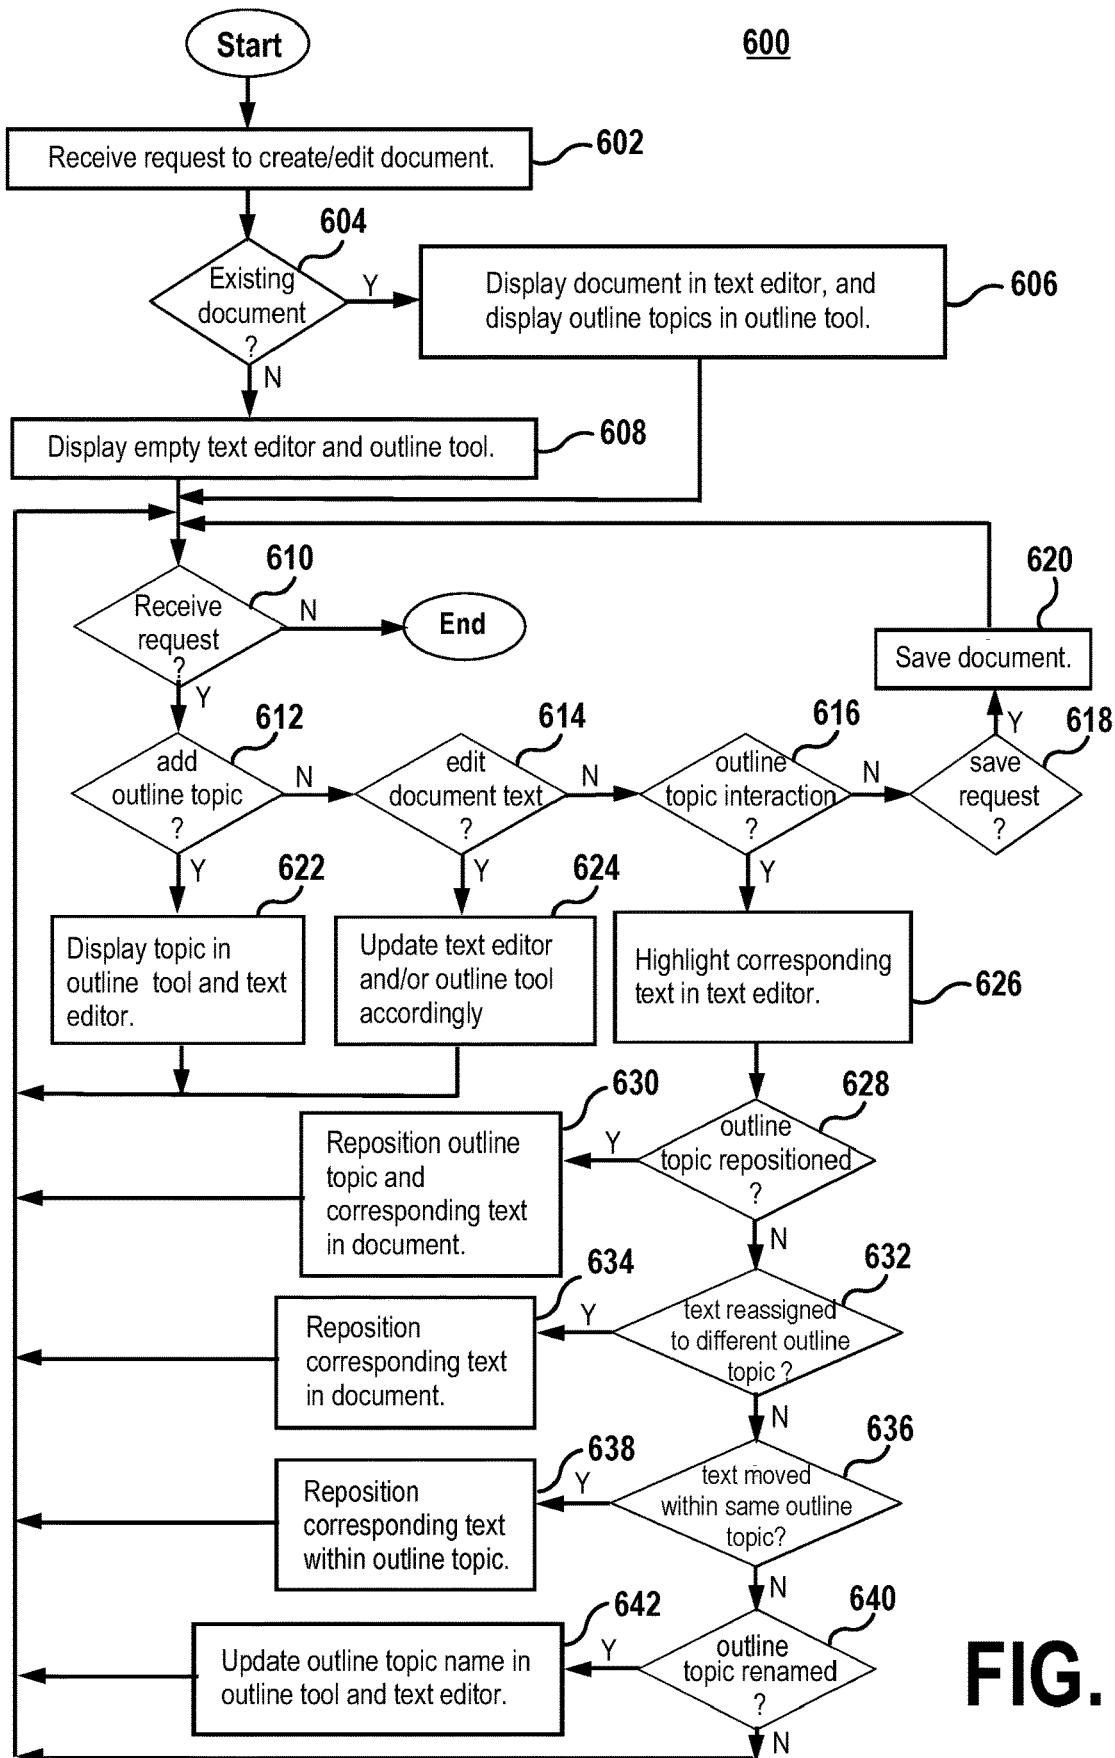 Start
600
Receive request to create/edit document.
602
604
Existing
document
?
Y
Display document in text editor, and
display outline topics in outline tool.
606
N
Display empty text editor and outline tool.
608
610
Receive
request
?
N
End
620
Save document.
Y
Y
612
add
outline topic
?
N
614
edit
document text
?
N
616
outline
topic interaction
?
N
618
save
request
?
Y
622
Display topic in
outline tool and text
editor.
Y
624
Update text editor
and/or outline tool
accordingly
Y
Highlight corresponding
text in text editor.
626
628
outline
topic repositioned
?
Y
630
Reposition outline
topic and
corresponding text
in document.
N
632
text reassigned
to different outline
topic ?
Y
634
Reposition
corresponding text
in document.
N
636
text moved
within same outline
topic?
Y
638
Reposition
corresponding text
within outline topic.
N
640
outline
topic renamed
?
Y
642
Update outline topic name in
outline tool and text editor.
N
FIG.